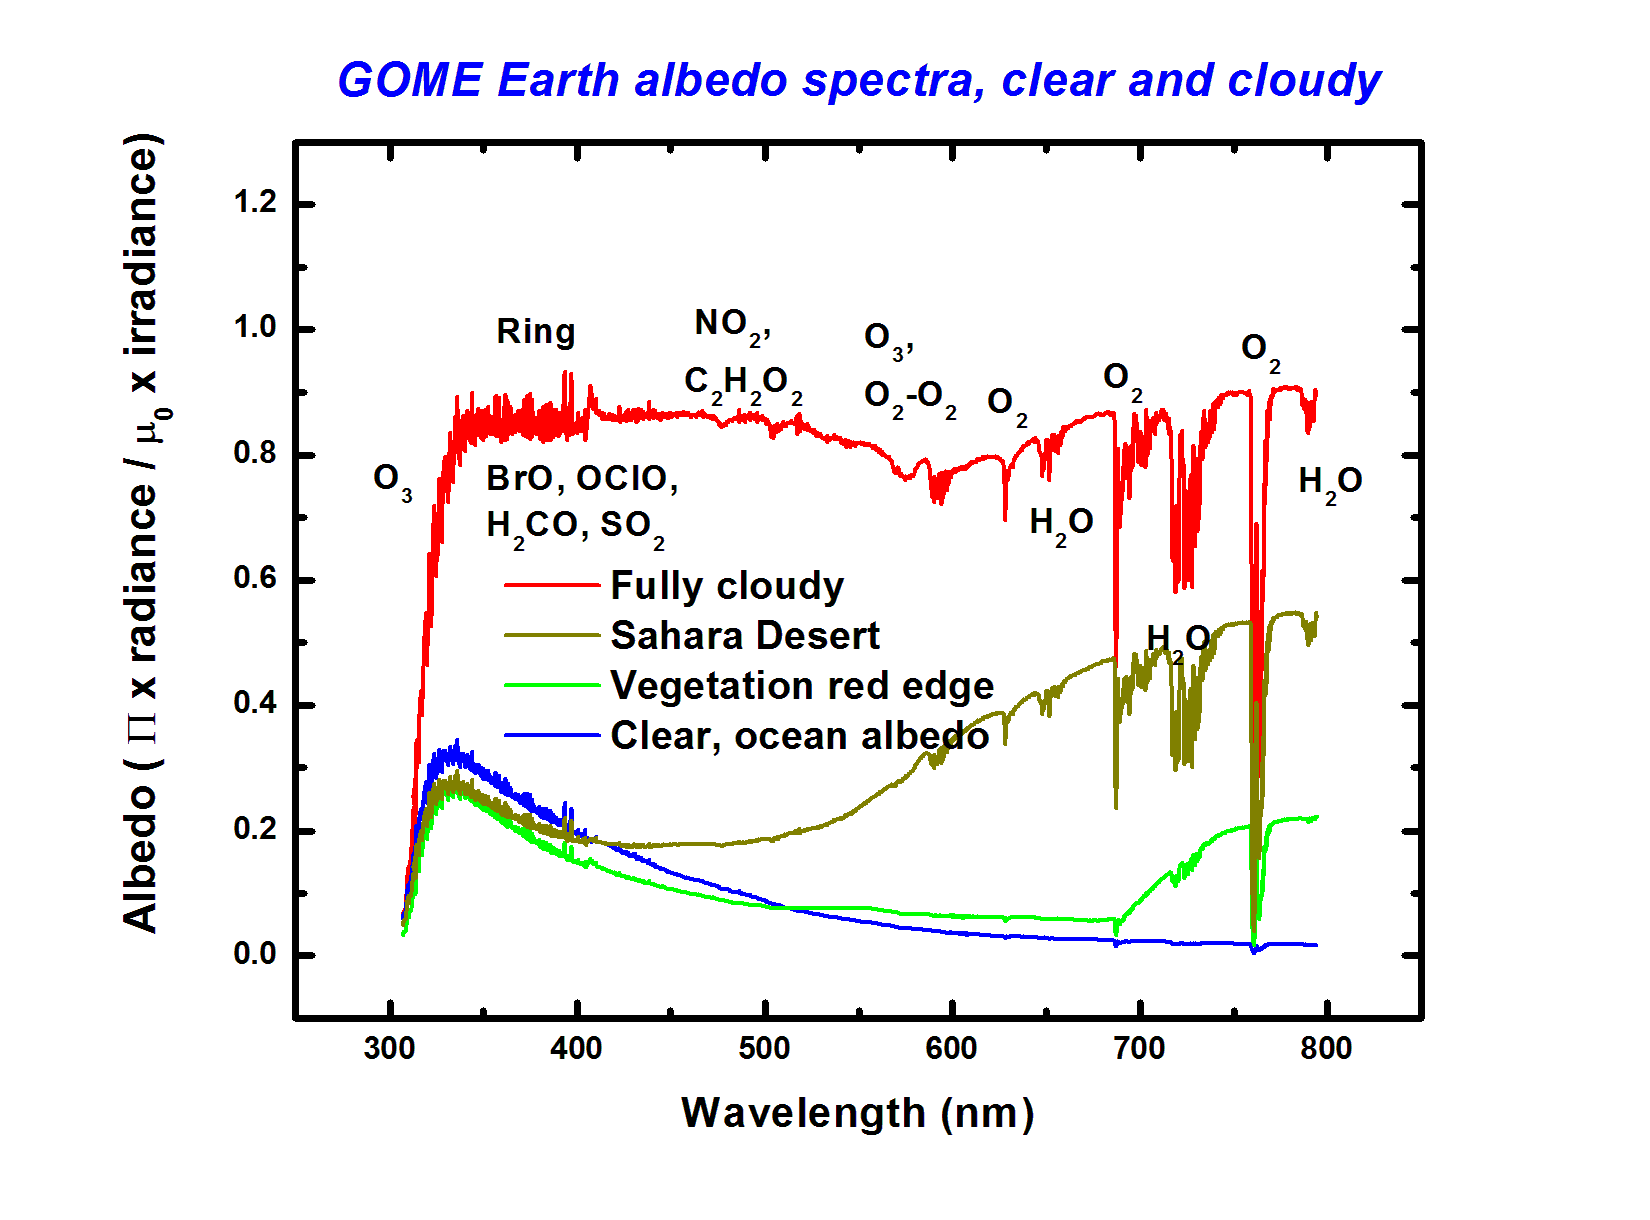 GOME Earth albedo spectra, clear and cloudy
Albedo ( Π x radiance / μ₀ x irradiance)
1.2
1.0
0.8
0.6
0.4
0.2
0.0
Ring
NO₂,
C₂H₂O₂
O₃,
O₂-O₂
O₂
O₂
O₂
O₃
BrO, OClO,
H₂CO, SO₂
H₂O
H₂O
H₂O
Fully cloudy
Sahara Desert
Vegetation red edge
Clear, ocean albedo
300
400
500
600
700
800
Wavelength (nm)